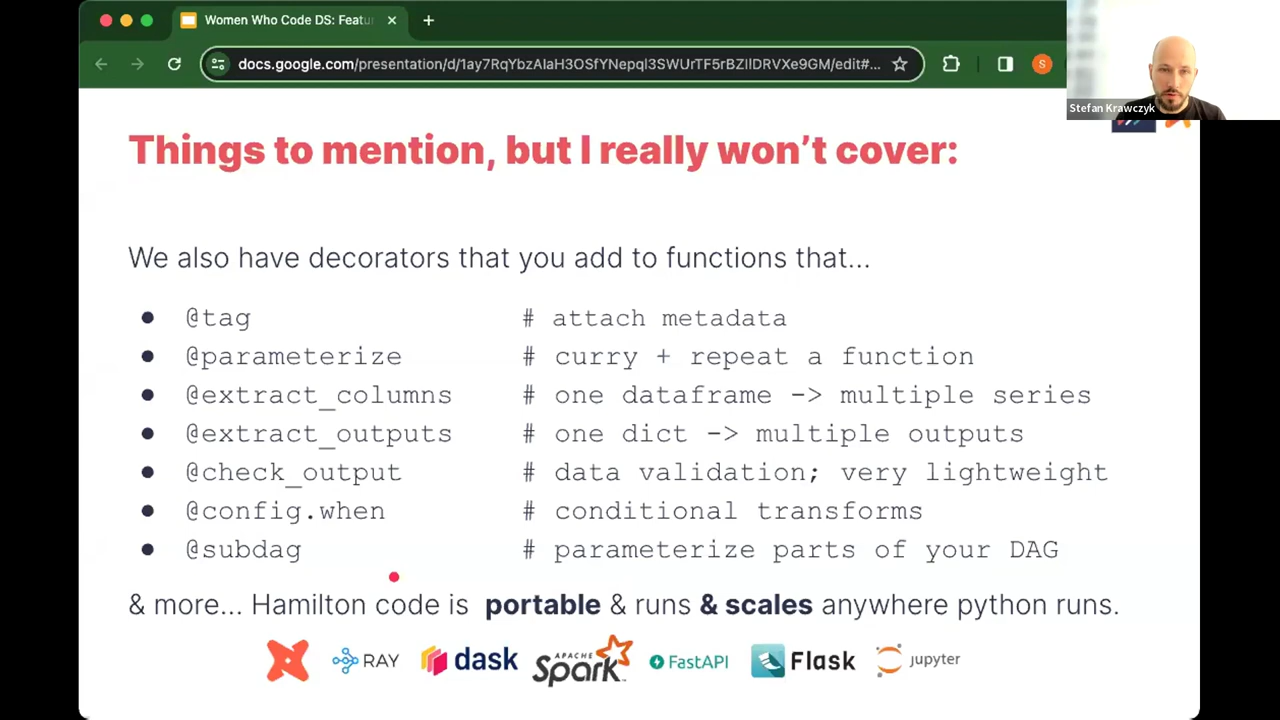 Women Who Code DS: Featu
docs.google.com/presentation/d/1ay7RqYbzAIaH3OSfYNepql3SWUrTF5rBZIlDRVXe9GM/edit#...
S
Stefan Krawczyk
Things to mention, but I really won’t cover:
We also have decorators that you add to functions that...
● @tag # attach metadata
● @parameterize # curry + repeat a function
● @extract_columns # one dataframe -> multiple series
● @extract_outputs # one dict -> multiple outputs
● @check_output # data validation; very lightweight
● @config.when # conditional transforms
● @subdag # parameterize parts of your DAG
& more... Hamilton code is portable & runs & scales anywhere python runs.
RAY dask APACHE Spark FastAPI Flask jupyter